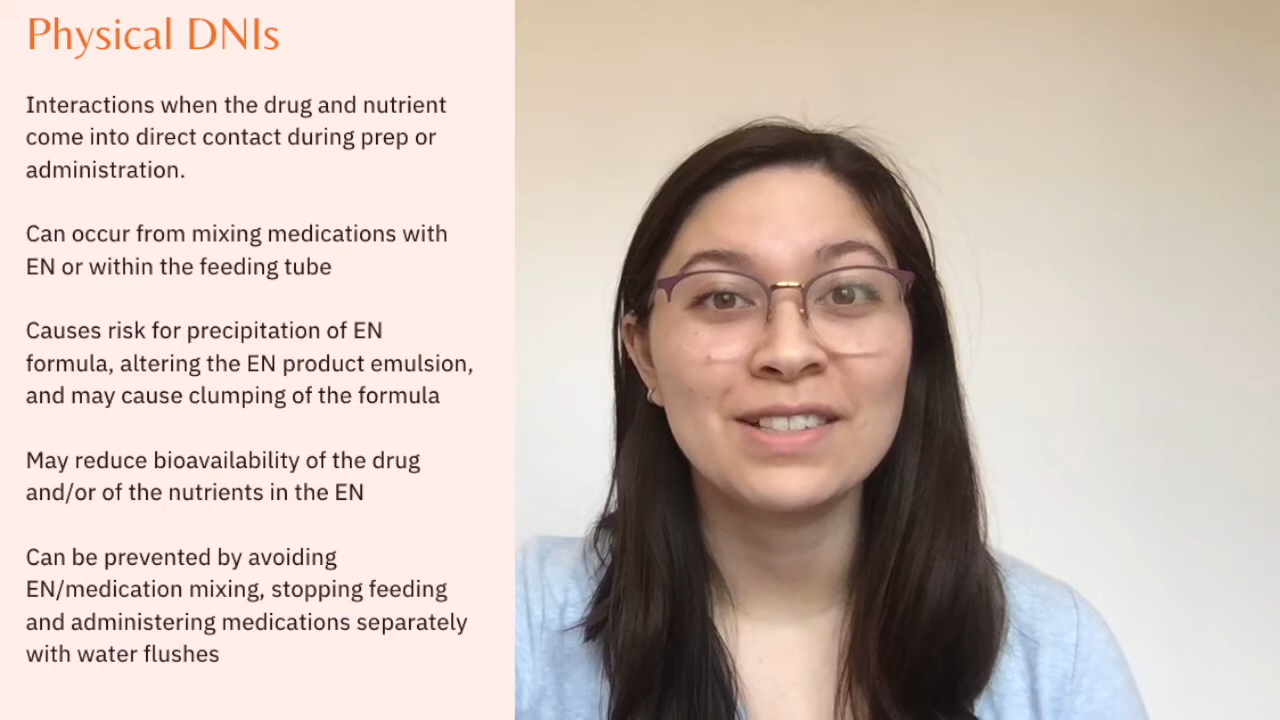 Physical DNIs
Interactions when the drug and nutrient
come into direct contact during prep or
administration.
Can occur from mixing medications with
EN or within the feeding tube
Causes risk for precipitation of EN
formula, altering the EN product emulsion,
and may cause clumping of the formula
May reduce bioavailability of the drug
and/or of the nutrients in the EN
Can be prevented by avoiding
EN/medication mixing, stopping feeding
and administering medications separately
with water flushes